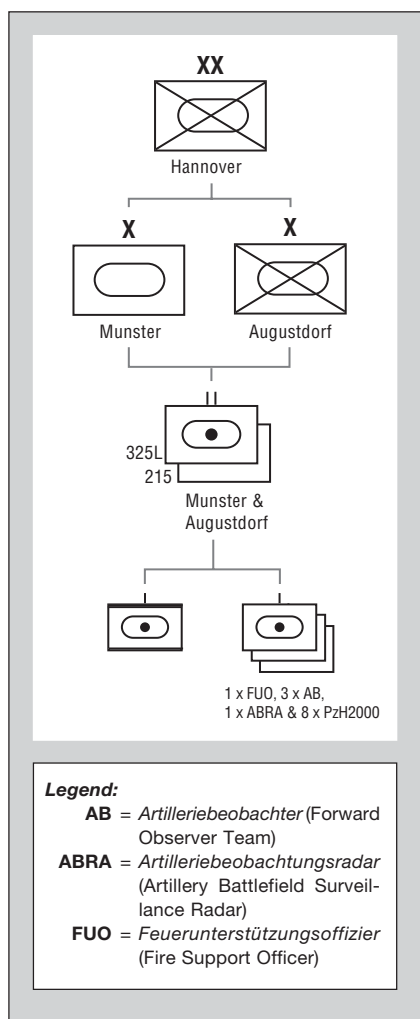 XX
Hannover
X
X
Munster
Augustdorf
II
325L
215
Munster &
Augustdorf
I
I
1 x FUO, 3 x AB,
1 x ABRA & 8 x PzH2000
Legend:
AB = Artilleriebeobachter (Forward
Observer Team)
ABRA = Artilleriebeobachtungsradar
(Artillery Battlefield Surveil-
lance Radar)
FUO = Feuerunterstützungsoffizier
(Fire Support Officer)